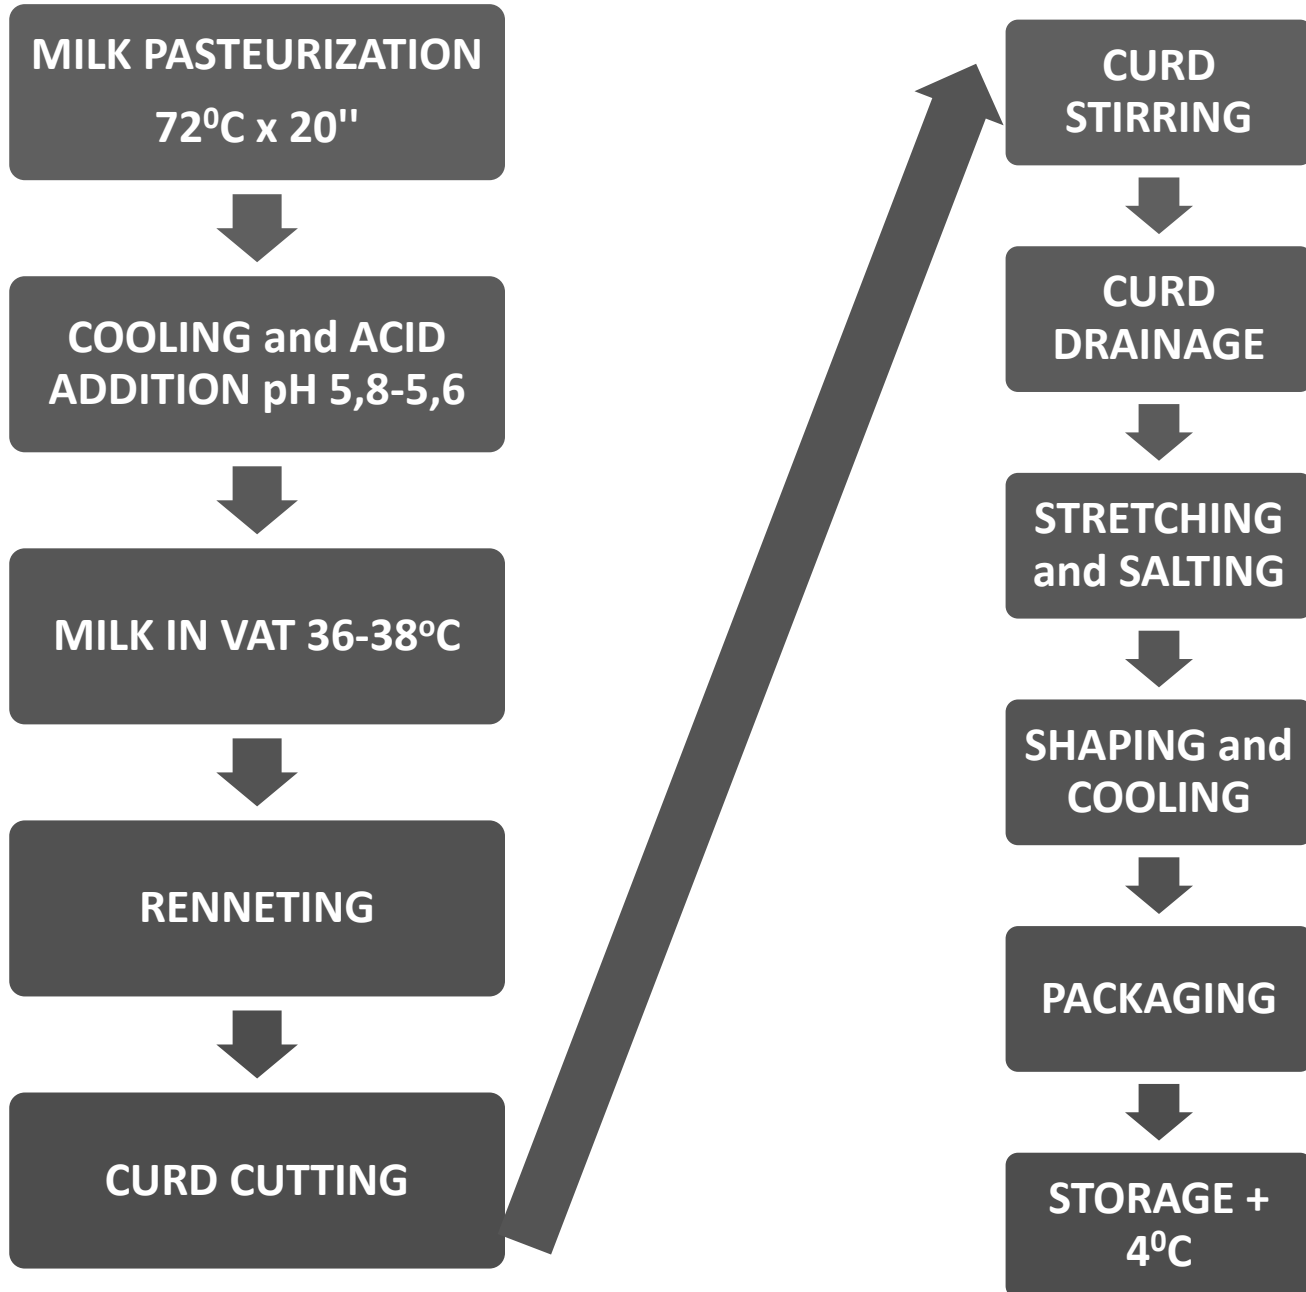 MILK PASTEURIZATION
72⁰C x 20''
COOLING and ACID
ADDITION pH 5,8-5,6
MILK IN VAT 36-38ºC
RENNETING
CURD CUTTING
CURD
STIRRING
CURD
DRAINAGE
STRETCHING
and SALTING
SHAPING and
COOLING
PACKAGING
STORAGE +
4⁰C